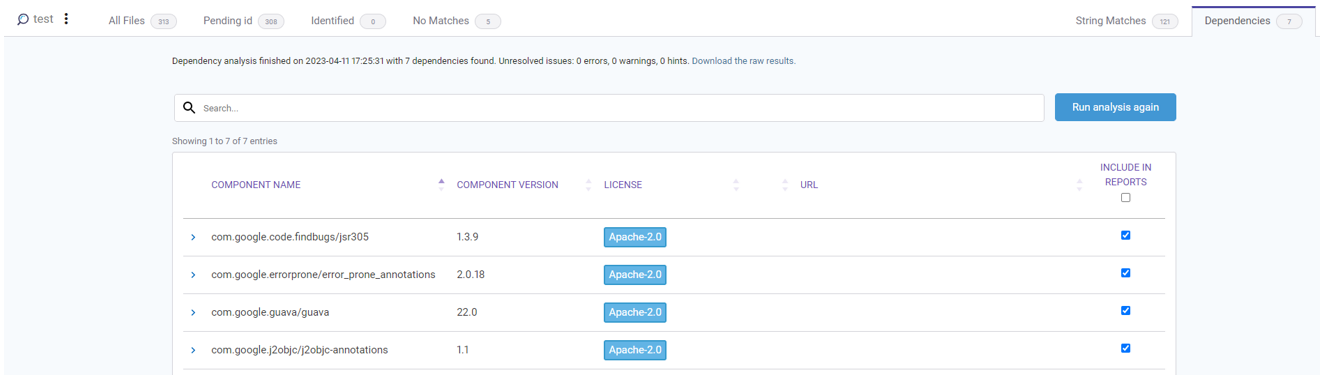 test All Files 313 Pending id 308 Identified 0 No Matches 5 String Matches 121 Dependencies 7
Dependency analysis finished on 2023-04-11 17:25:31 with 7 dependencies found. Unresolved issues: 0 errors, 0 warnings, 0 hints. Download the raw results.
Search... Run analysis again
Showing 1 to 7 of 7 entries
COMPONENT NAME COMPONENT VERSION LICENSE URL INCLUDE IN
REPORTS
com.google.code.findbugs/jsr305 1.3.9 Apache-2.0
com.google.errorprone/error_prone_annotations 2.0.18 Apache-2.0
com.google.guava/guava 22.0 Apache-2.0
com.google.j2objc/j2objc-annotations 1.1 Apache-2.0